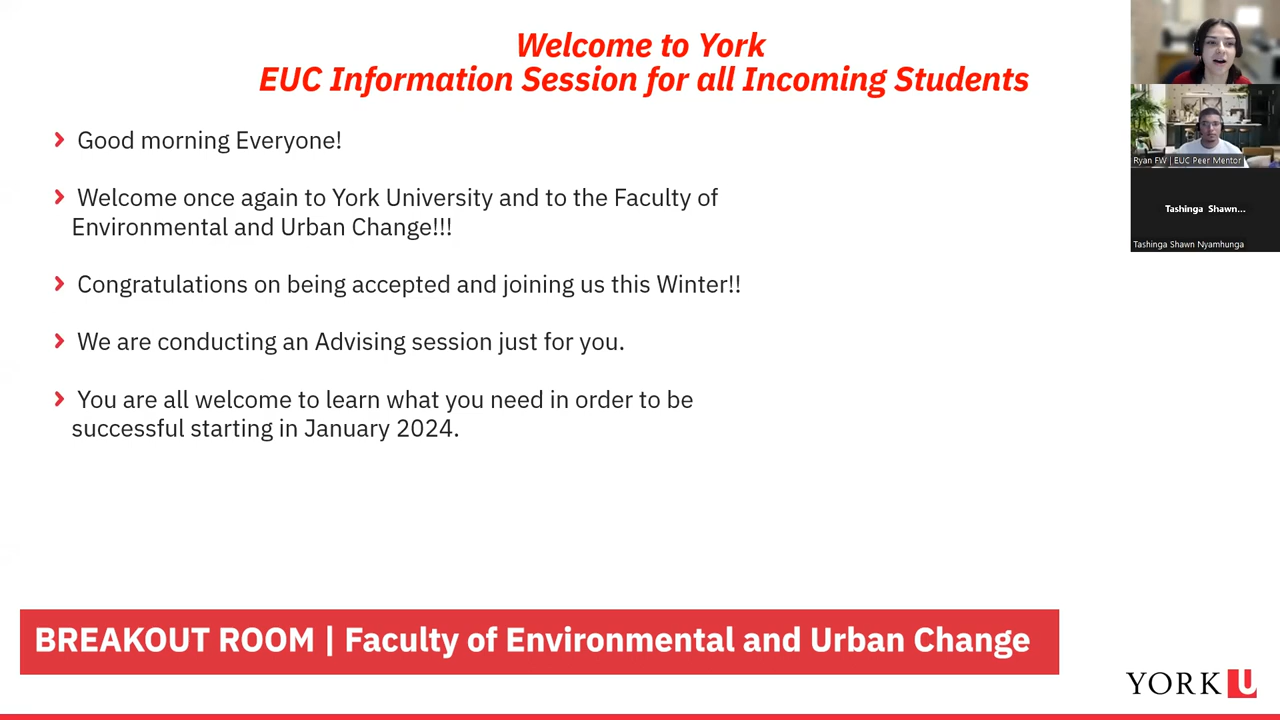 Welcome to York
EUC Information Session for all Incoming Students
Good morning Everyone!
Welcome once again to York University and to the Faculty of
Environmental and Urban Change!!!
Congratulations on being accepted and joining us this Winter!!
We are conducting an Advising session just for you.
You are all welcome to learn what you need in order to be
successful starting in January 2024.
BREAKOUT ROOM | Faculty of Environmental and Urban Change
YORK U
Ryan FW | EUC Peer Mentor
Tashinga Shawn...
Tashinga Shawn Nyamhunga